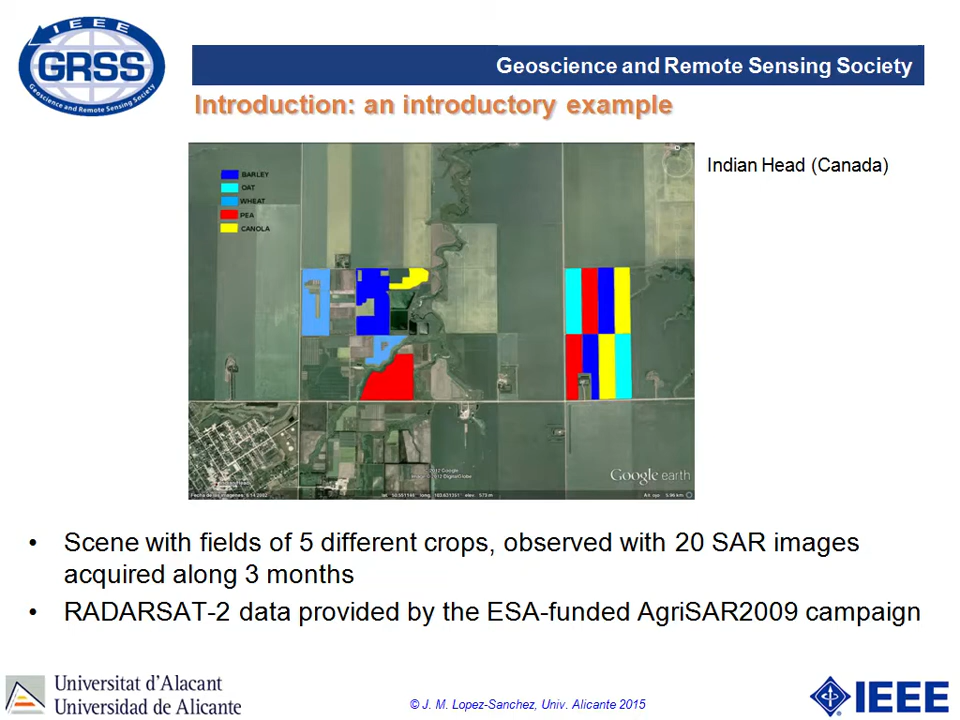 IEEE
GRSS
Geoscience and Remote Sensing Society
Geoscience and Remote Sensing Society
Introduction: an introductory example
Indian Head (Canada)
BARLEY
OAT
WHEAT
PEA
CANOLA
Google earth
• Scene with fields of 5 different crops, observed with 20 SAR images
acquired along 3 months
• RADARSAT-2 data provided by the ESA-funded AgriSAR2009 campaign
Universitat d'Alacant
Universidad de Alicante
© J. M. Lopez-Sanchez, Univ. Alicante 2015
IEEE